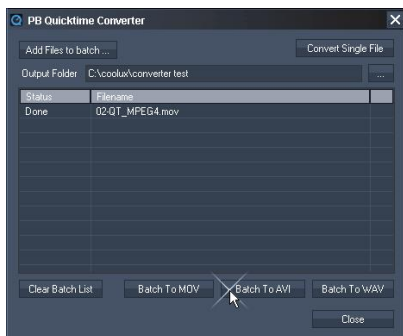 PB Quicktime Converter
Add Files to batch ...
Convert Single File
Output Folder C:\coolux\converter test ...
Status Filename
Done 02-QT_MPEG4.mov
Clear Batch List Batch To MOV Batch To AVI Batch To WAV
Close